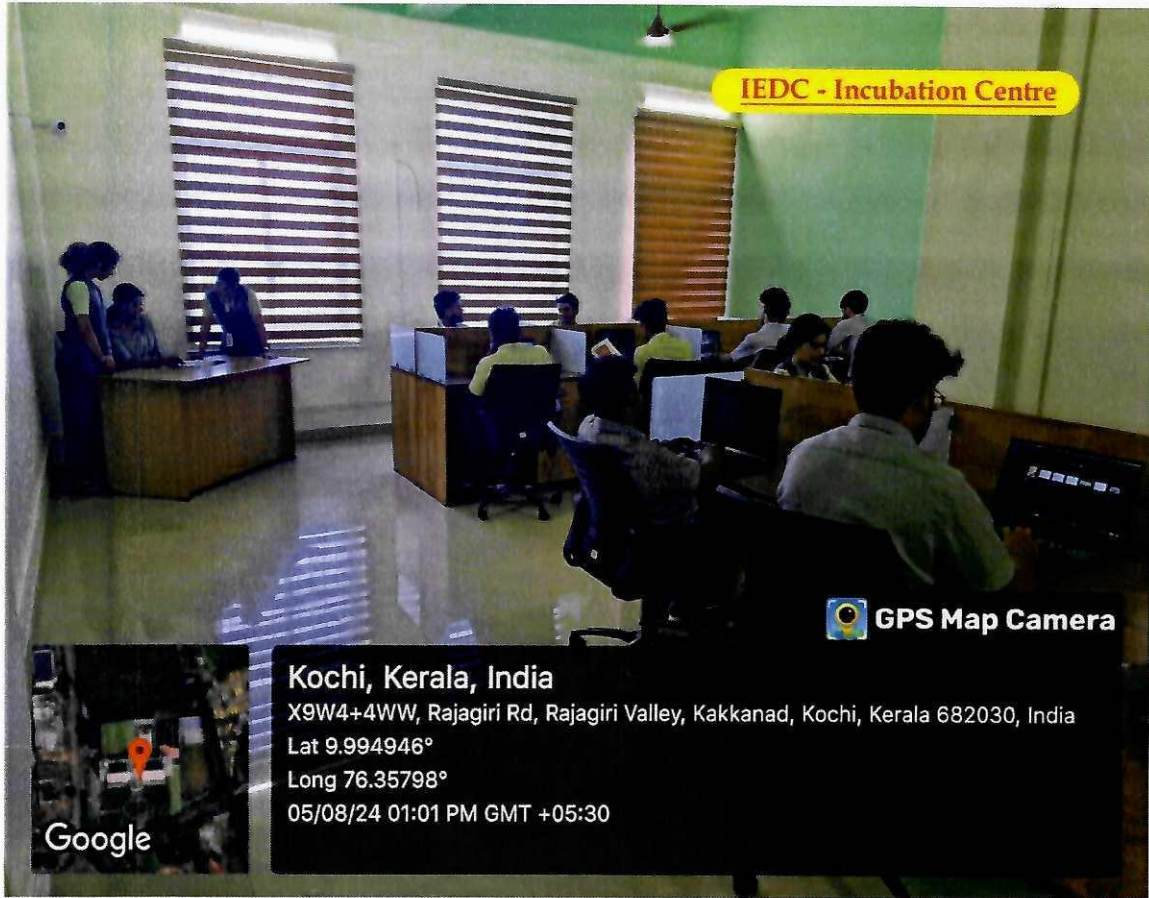 IEDC - Incubation Centre
GPS Map Camera
Kochi, Kerala, India
X9W4+4WW, Rajagiri Rd, Rajagiri Valley, Kakkanad, Kochi, Kerala 682030, India
Lat 9.994946°
Long 76.35798°
05/08/24 01:01 PM GMT +05:30
Google